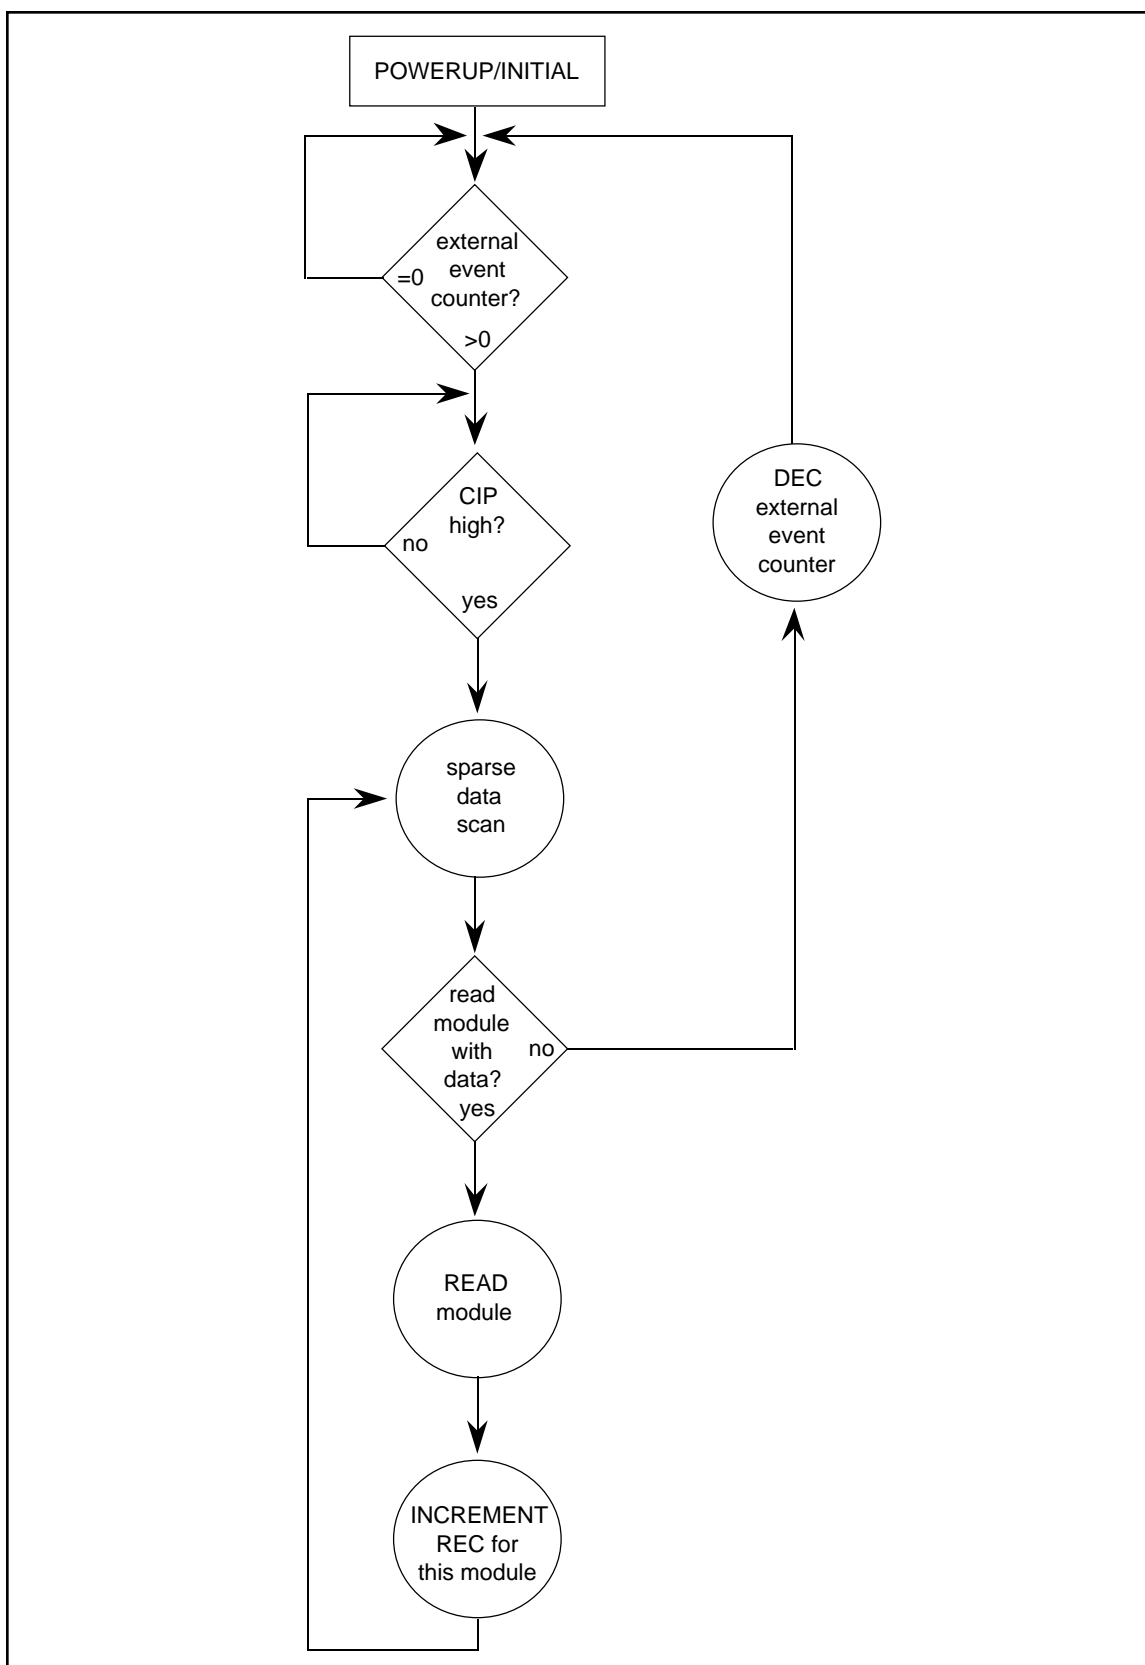 POWERUP/INITIAL
external
event
=0
counter?
>0
CIP
high?
no
yes
DEC
external
event
counter
sparse
data
scan
read
module
with
no
data?
yes
READ
module
INCREMENT
REC for
this module